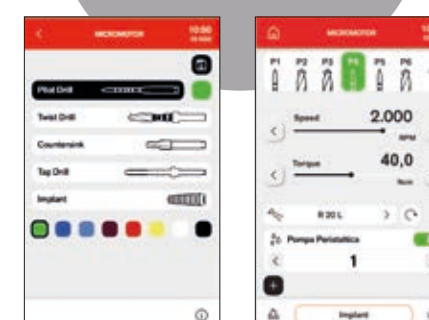 MICROMOTOR
10:50
Pilot Drill
Twist Drill
Countersink
Tap Drill
Implant
MICROMOTOR
P1 P2 P3 P4 P5 P6
Speed 2.000
RPM
Torque 40,0
Ncm
R 20 L
Pompa Peristaltica
1
Implant